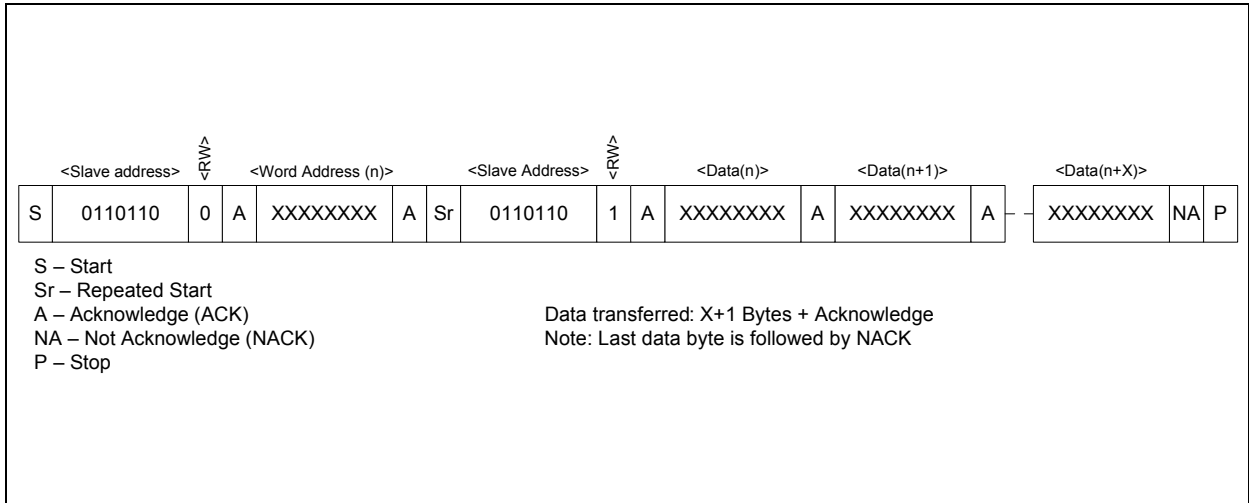 <Slave address> <RW> <Word Address (n)> <Slave Address> <RW> <Data(n)> <Data(n+1)> <Data(n+X)>
S 0110110 0 A XXXXXXXX A Sr 0110110 1 A XXXXXXXX A XXXXXXXX A XXXXXXXX NA P
S – Start
Sr – Repeated Start
A – Acknowledge (ACK)
NA – Not Acknowledge (NACK)
P – Stop
Data transferred: X+1 Bytes + Acknowledge
Note: Last data byte is followed by NACK